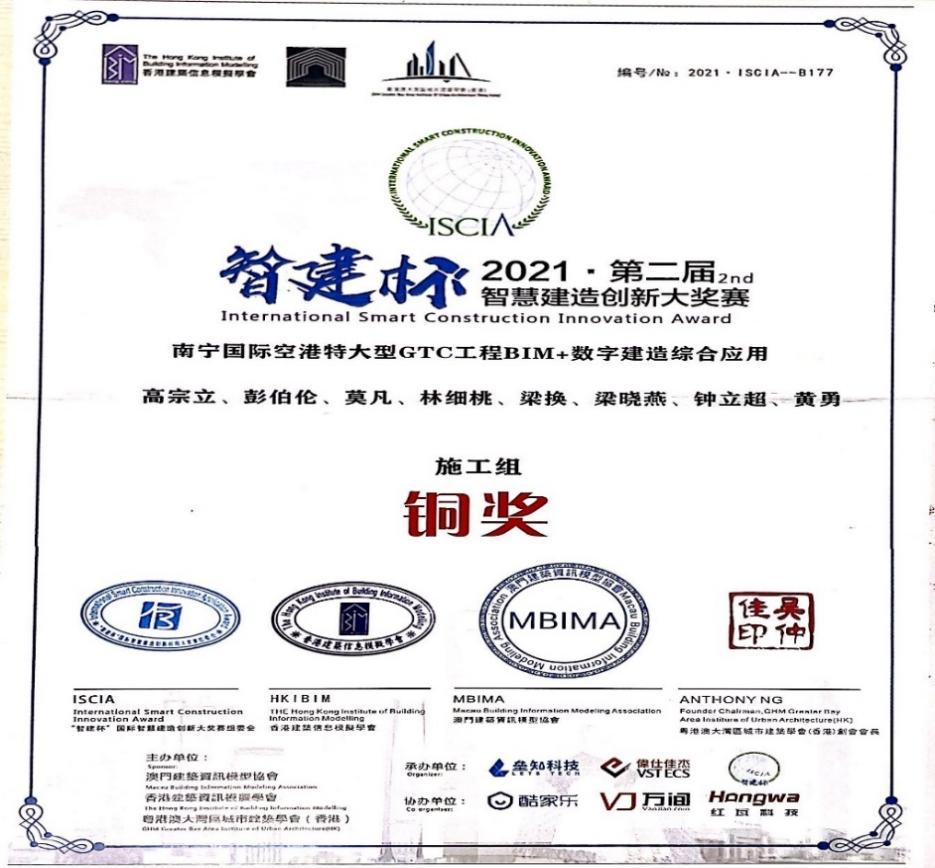 The Hong Kong Institute of
Building Information Modelling
香港建築信息模擬學會
编号/No: 2021·ISCIA--B177
INTERNATIONAL SMART CONSTRUCTION INNOVATION AWARD
ISCIA
智建杯 2021·第二届2nd
智慧建造创新大奖赛
International Smart Construction Innovation Award
南宁国际空港特大型GTC工程BIM+数字建造综合应用
高宗立、彭伯伦、莫凡、林细桃、梁换、梁晓燕、钟立超、黄勇
施工组
铜奖
International Smart Construction Innovation Award
The Hong Kong Institute of Building Information Modelling
香港建築信息模擬學會
澳門建築資訊模型協會 Macau Building Information Modeling Association
MBIMA
吳仲佳印
ISCIA
International Smart Construction
Innovation Award
"智建杯"国际智慧建造创新大奖赛组委会
HKIBIM
THE Hong Kong Institute of Building
Information Modelling
香港建築信息模擬學會
MBIMA
Macau Building Information Modeling Association
澳門建築資訊模型協會
ANTHONY NG
Founder Chairman,GHM Greater Bay
Area Institure of Urban Architecture(HK)
粤港澳大灣區城市建築學會(香港)創會會長
主办单位：
Sponsor:
澳門建築資訊模型協會
Macau Building Information Modeling Association
香港建築資訊模擬學會
The Hong Kong Institute of Building Information Modelling
粵港澳大灣區城市建築學會（香港）
GHM Greater Bay Area Institute of Urban Architecture(HK)
承办单位：
Organizer:
垒知科技
LETS TECH
偉仕佳杰
VSTECS
ISCIA
智建杯
协办单位：
Co-organizer:
酷家乐
万间
Hongwa
红瓦科技